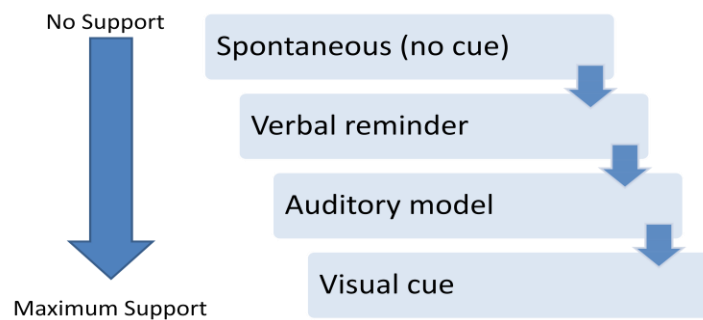 No Support
Spontaneous (no cue)
Verbal reminder
Auditory model
Visual cue
Maximum Support